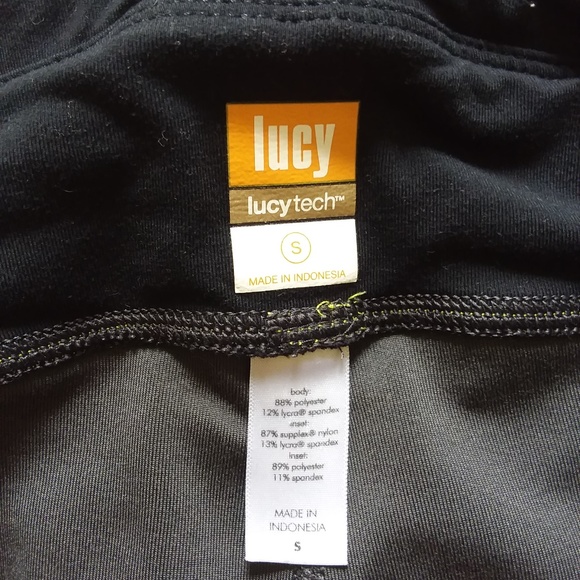 lucy
lucytech™
S
MADE IN INDONESIA
body:
88% polyester
12% lycra® spandex
inset:
87% supplex® nylon
13% lycra® spandex
inset:
89% polyester
11% spandex
MADE IN
INDONESIA
S